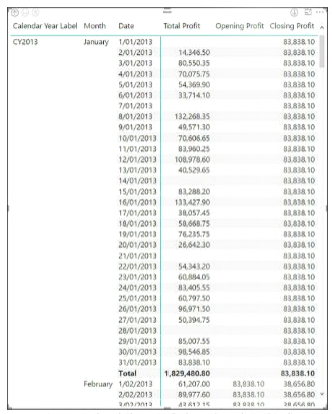 Calendar Year Label Month Date Total Profit Opening Profit Closing Profit
CY2013 January 1/01/2013 83,838.10
2/01/2013 14,346.50 83,838.10
3/01/2013 80,550.35 83,838.10
4/01/2013 70,075.75 83,838.10
5/01/2013 54,369.90 83,838.10
6/01/2013 33,714.10 83,838.10
7/01/2013 83,838.10
8/01/2013 132,268.35 83,838.10
9/01/2013 49,571.30 83,838.10
10/01/2013 70,606.65 83,838.10
11/01/2013 83,960.25 83,838.10
12/01/2013 108,978.60 83,838.10
13/01/2013 40,529.65 83,838.10
14/01/2013 83,838.10
15/01/2013 83,288.20 83,838.10
16/01/2013 133,427.90 83,838.10
17/01/2013 38,057.45 83,838.10
18/01/2013 58,668.75 83,838.10
19/01/2013 76,235.75 83,838.10
20/01/2013 26,642.30 83,838.10
21/01/2013 83,838.10
22/01/2013 54,343.20 83,838.10
23/01/2013 60,884.05 83,838.10
24/01/2013 83,405.55 83,838.10
25/01/2013 60,797.50 83,838.10
26/01/2013 96,971.50 83,838.10
27/01/2013 50,394.75 83,838.10
28/01/2013 83,838.10
29/01/2013 85,007.55 83,838.10
30/01/2013 98,546.85 83,838.10
31/01/2013 83,838.10 83,838.10
Total 1,829,480.80 83,838.10
February 1/02/2013 61,207.00 83,838.10 38,656.80
2/02/2013 89,977.60 83,838.10 38,656.80
3/02/2013 43,612.15 83,838.10 38,656.80